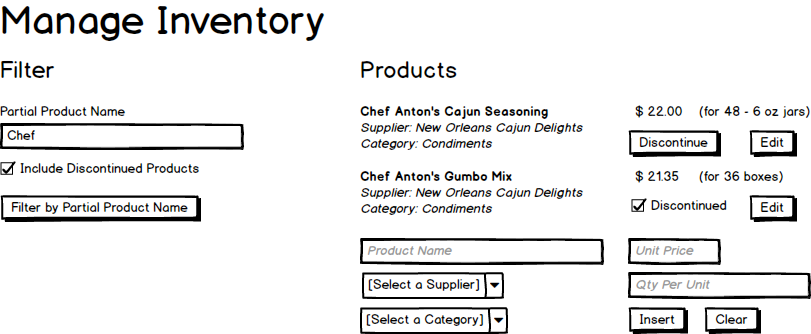 Manage Inventory
Filter
Partial Product Name
Chef
Include Discontinued Products
Filter by Partial Product Name
Products
Chef Anton's Cajun Seasoning
$ 22.00 (for 48 - 6 oz jars)
Supplier: New Orleans Cajun Delights
Category: Condiments
Discontinue
Edit
Chef Anton's Gumbo Mix
$ 21.35 (for 36 boxes)
Supplier: New Orleans Cajun Delights
Category: Condiments
Discontinued
Edit
Product Name
Unit Price
[Select a Supplier]
Qty Per Unit
[Select a Category]
Insert
Clear